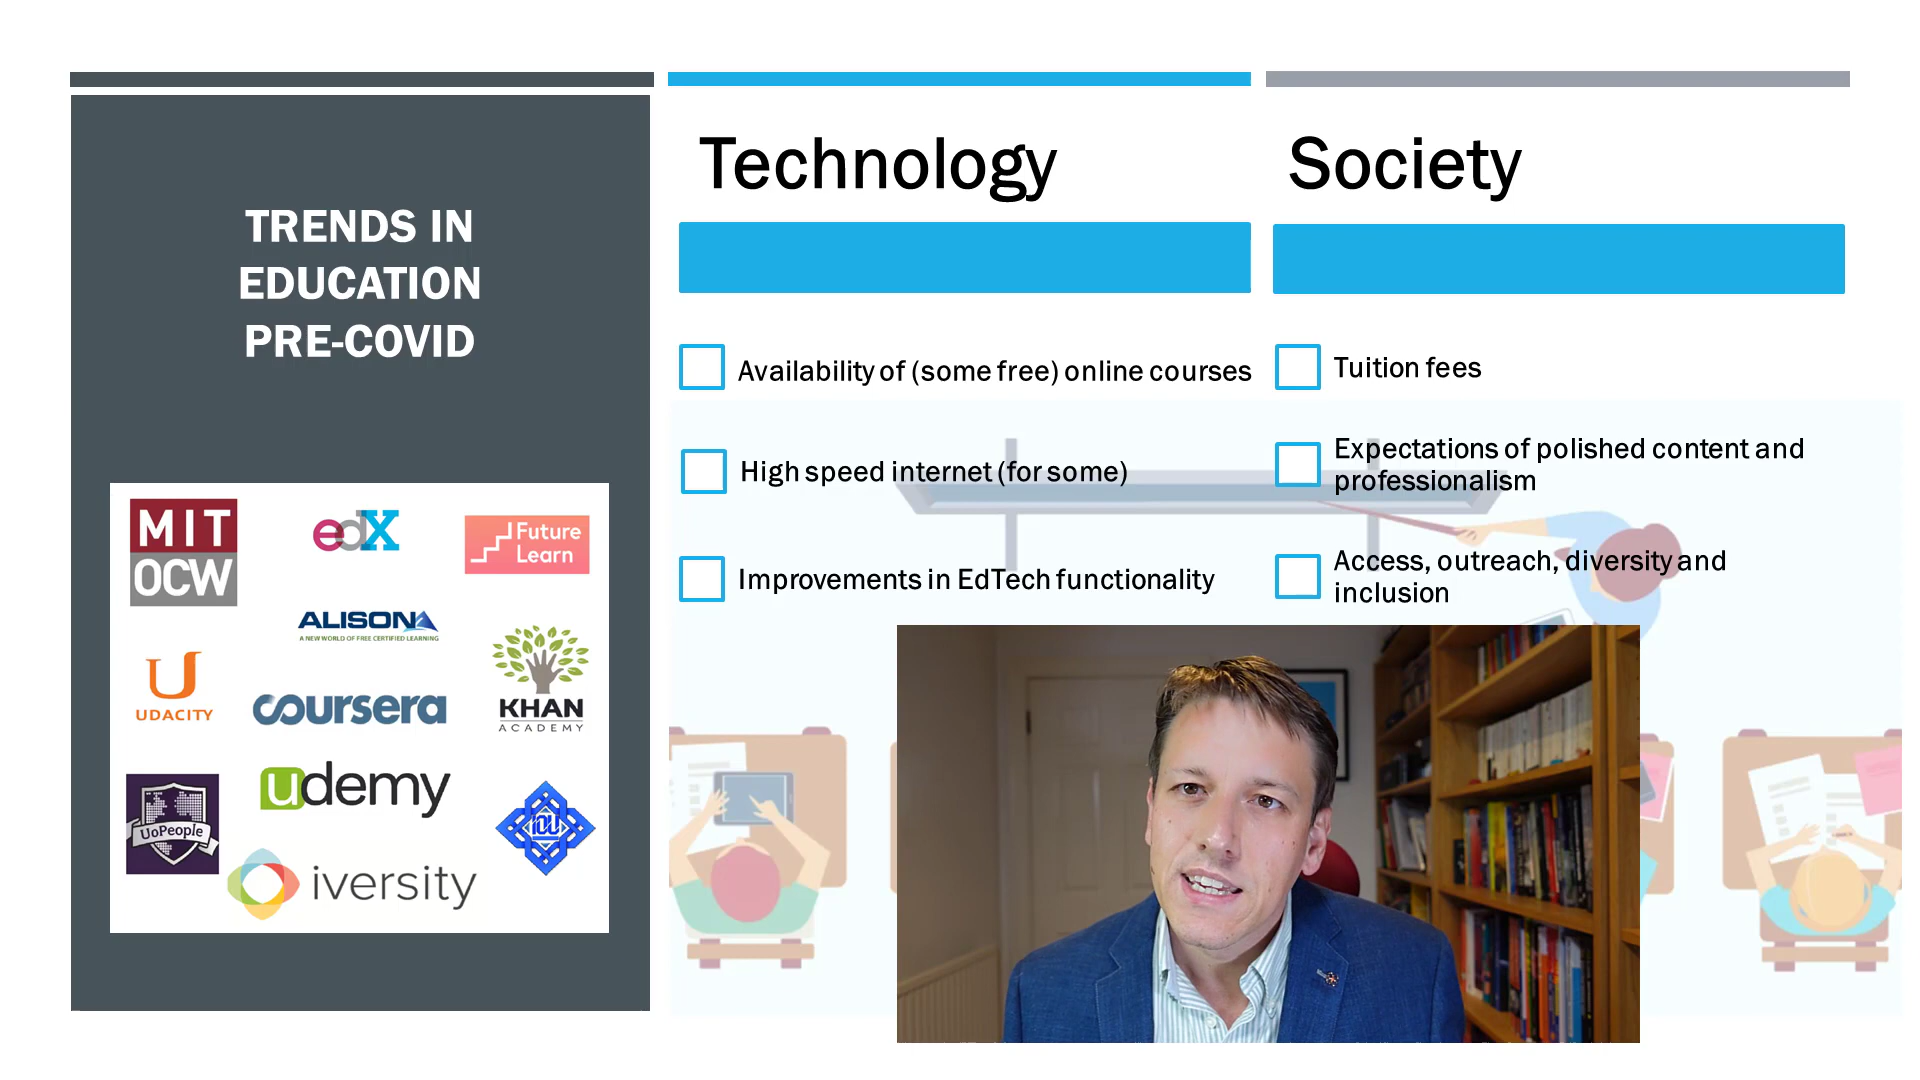 TRENDS IN
EDUCATION
PRE-COVID
MIT
OCW
edX
Future
Learn
ALISON
A NEW WORLD OF FREE CERTIFIED LEARNING
UDACITY
coursera
KHAN
ACADEMY
udemy
UoPeople
iversity
Technology
Availability of (some free) online courses
High speed internet (for some)
Improvements in EdTech functionality
Society
Tuition fees
Expectations of polished content and
professionalism
Access, outreach, diversity and
inclusion